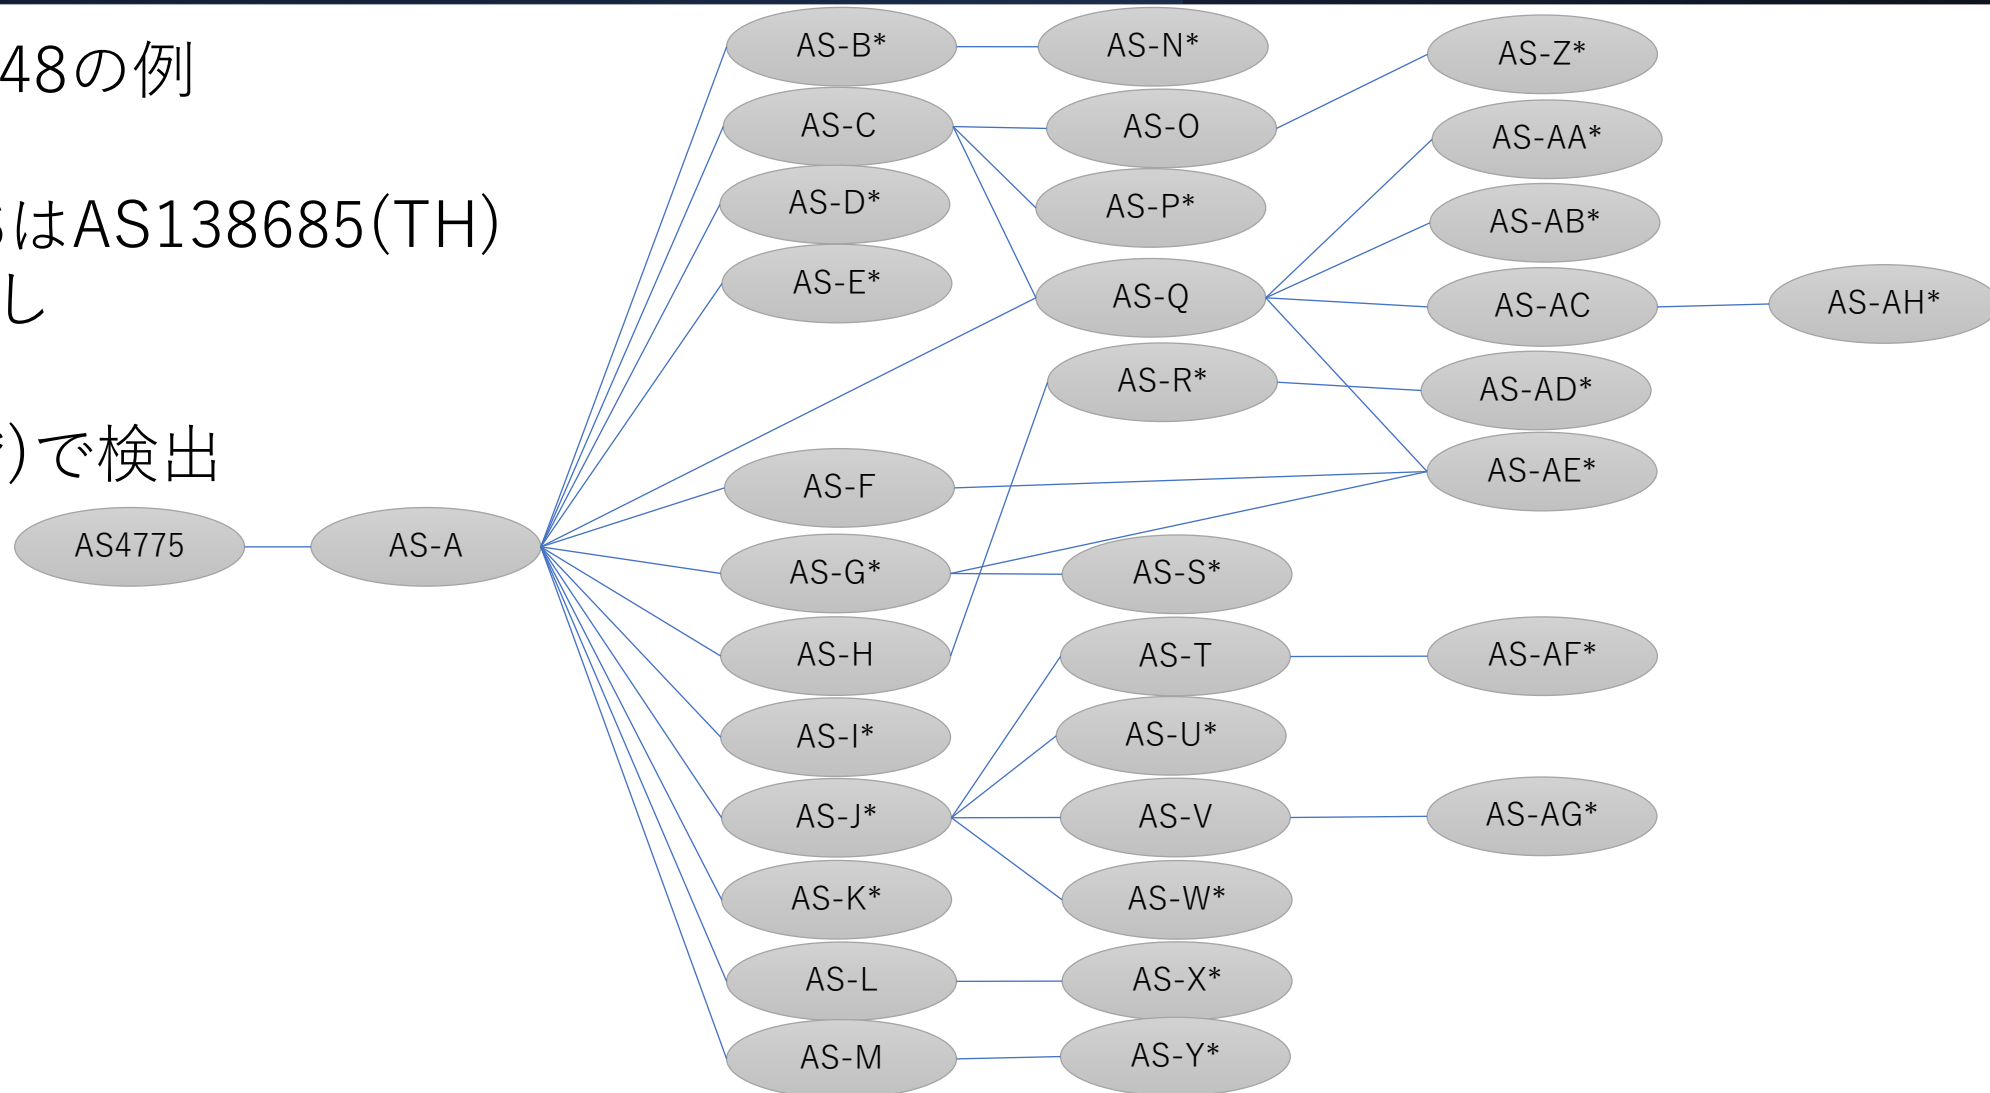 48の例
はAS138685(TH)
し
)で検出
AS4775
AS-A
AS-B*
AS-C
AS-D*
AS-E*
AS-F
AS-G*
AS-H
AS-I*
AS-J*
AS-K*
AS-L
AS-M
AS-N*
AS-O
AS-P*
AS-Q
AS-R*
AS-S*
AS-T
AS-U*
AS-V
AS-W*
AS-X*
AS-Y*
AS-Z*
AS-AA*
AS-AB*
AS-AC
AS-AD*
AS-AE*
AS-AF*
AS-AG*
AS-AH*